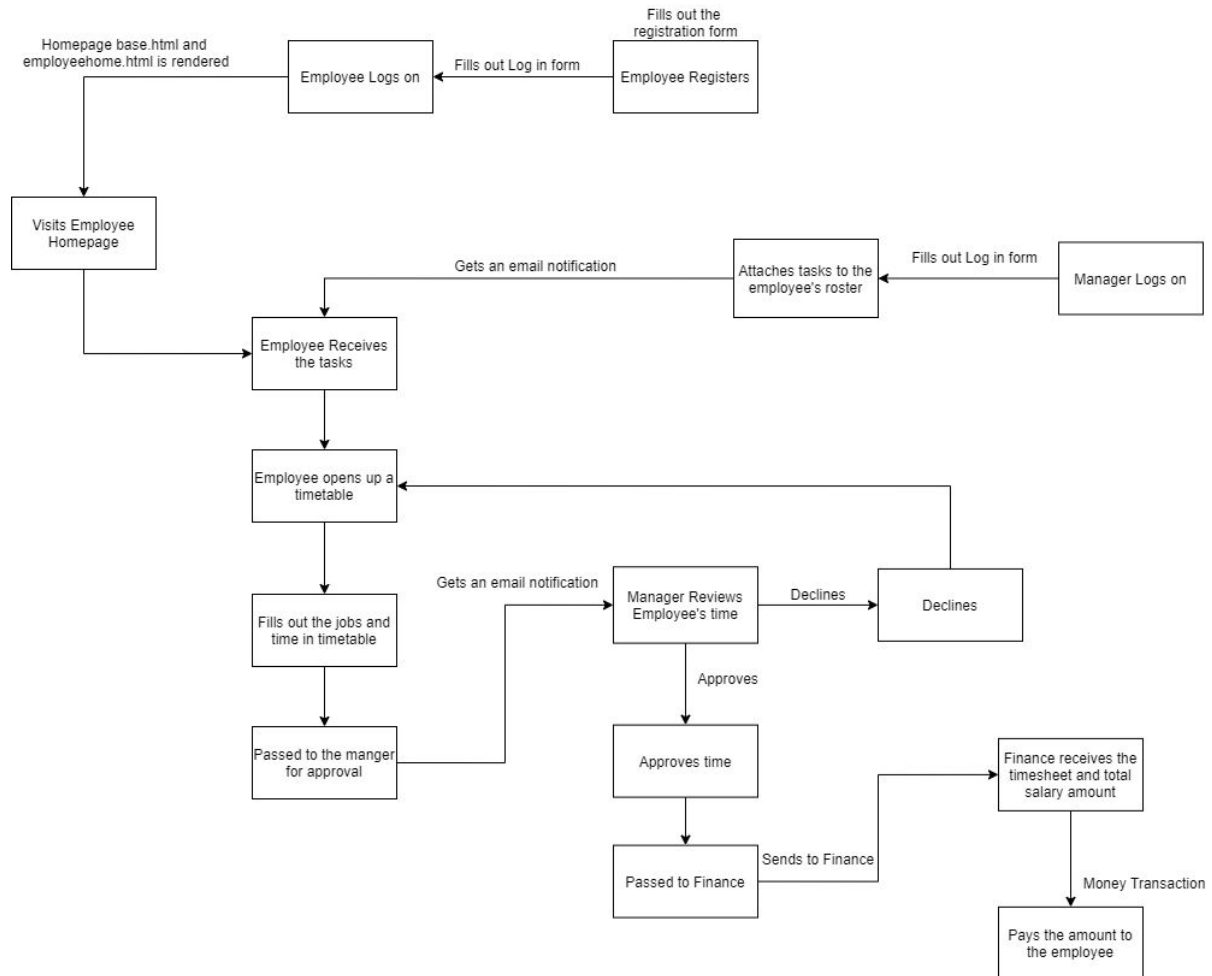 Fills out the
registration form
Homepage base.html and
employeehome.html is rendered
Employee Logs on
Fills out Log in form
Employee Registers
Visits Employee
Homepage
Gets an email notification
Attaches tasks to the
employee's roster
Fills out Log in form
Manager Logs on
Employee Receives
the tasks
Employee opens up a
timetable
Gets an email notification
Manager Reviews
Employee's time
Declines
Declines
Fills out the jobs and
time in timetable
Approves
Passed to the manger
for approval
Approves time
Finance receives the
timesheet and total
salary amount
Passed to Finance
Sends to Finance
Money Transaction
Pays the amount to
the employee